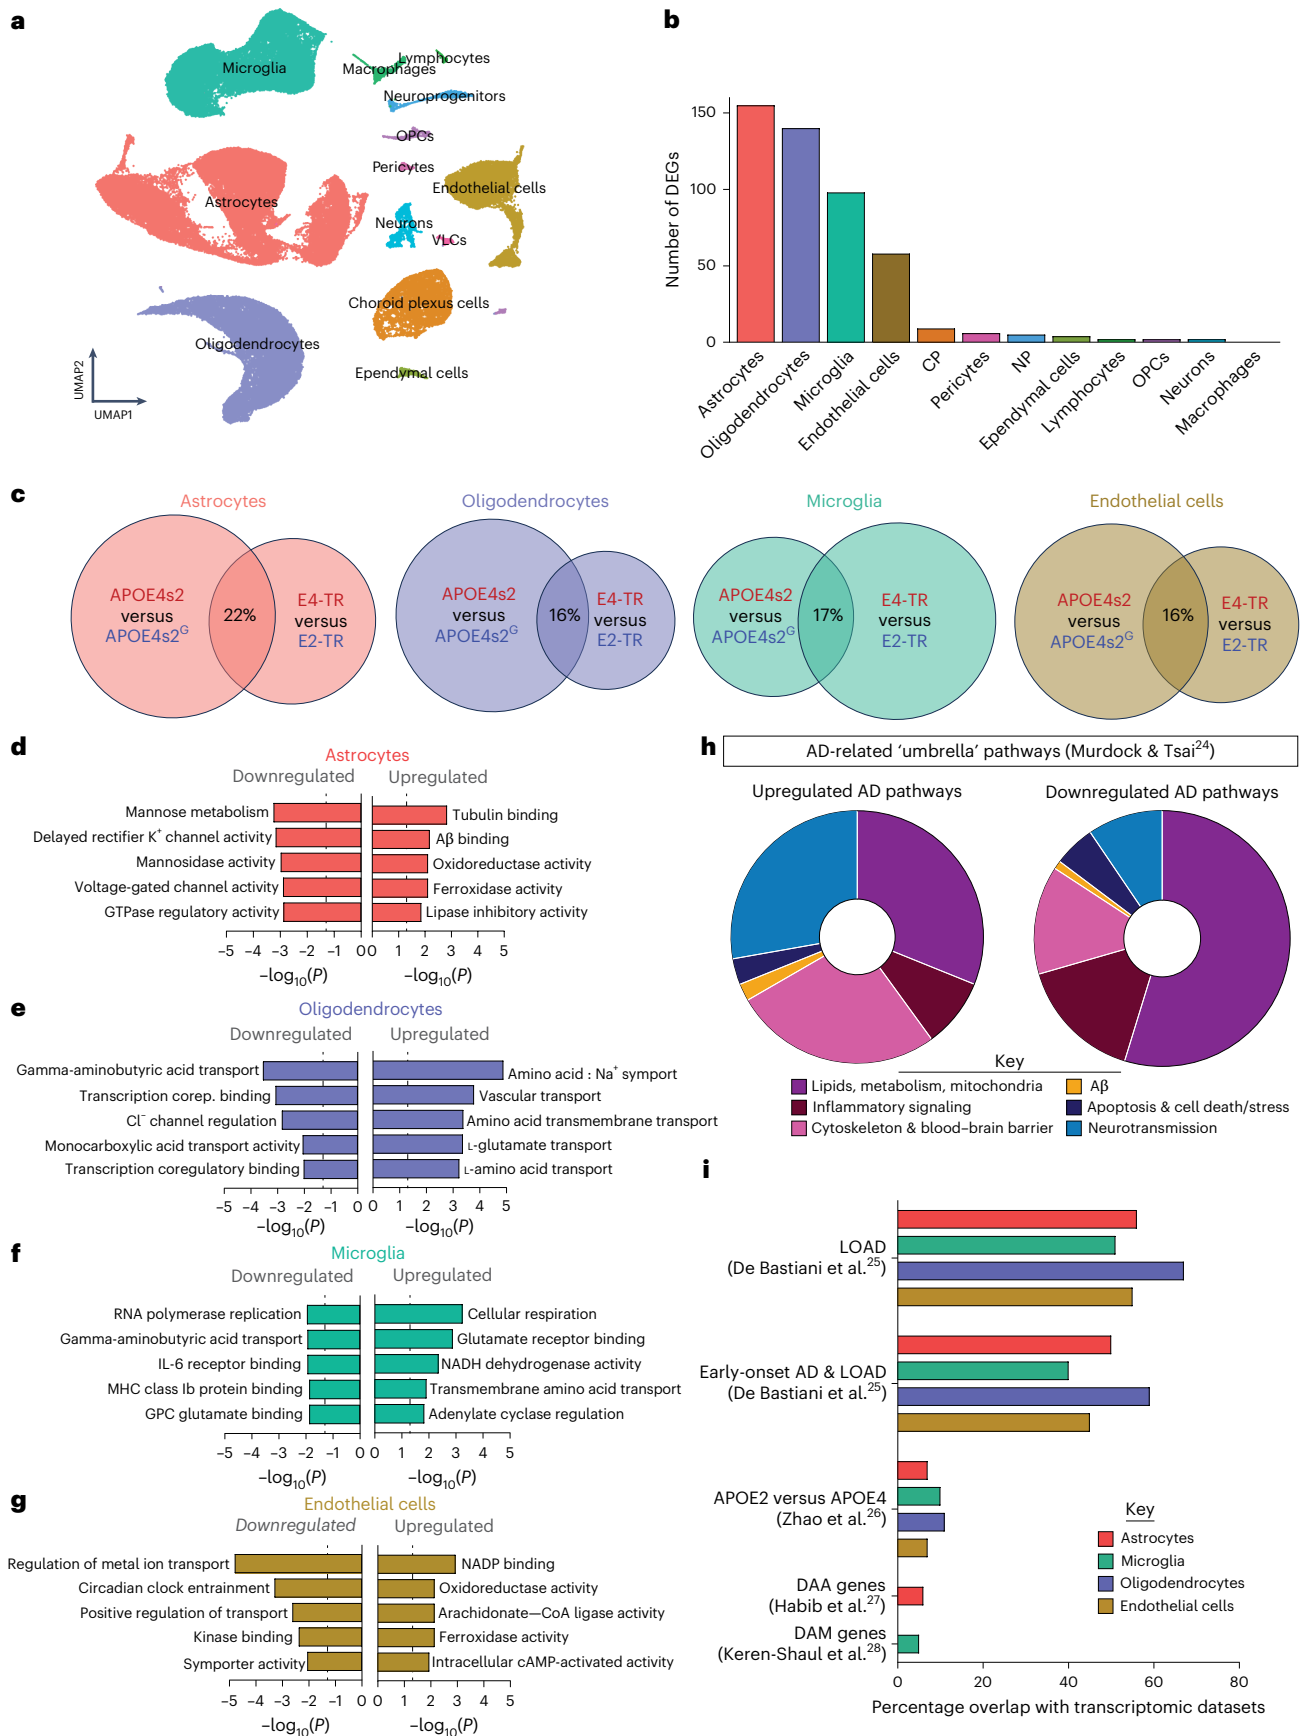 a
Microglia
Lymphocytes
Macrophages
Neuroprogenitors
OPCs
Pericytes
Endothelial cells
Astrocytes
Neurons
VLCs
Choroid plexus cells
Oligodendrocytes
Ependymal cells
UMAP2
UMAP1
b
Number of DEGs
150
100
50
0
Astrocytes
Oligodendrocytes
Microglia
Endothelial cells
CP
Pericytes
NP
Ependymal cells
Lymphocytes
OPCs
Neurons
Macrophages
c
Astrocytes
APOE4s2
versus
APOE4s2^G
22%
E4-TR
versus
E2-TR
Oligodendrocytes
APOE4s2
versus
APOE4s2^G
16%
E4-TR
versus
E2-TR
Microglia
APOE4s2
versus
APOE4s2^G
17%
E4-TR
versus
E2-TR
Endothelial cells
APOE4s2
versus
APOE4s2^G
16%
E4-TR
versus
E2-TR
d
Astrocytes
Downregulated Upregulated
Mannose metabolism
Delayed rectifier K⁺ channel activity
Mannosidase activity
Voltage-gated channel activity
GTPase regulatory activity
Tubulin binding
Aβ binding
Oxidoreductase activity
Ferroxidase activity
Lipase inhibitory activity
–5 –4 –3 –2 –1 0 0 1 2 3 4 5
–log₁₀(P) –log₁₀(P)
e
Oligodendrocytes
Downregulated Upregulated
Gamma-aminobutyric acid transport
Transcription corep. binding
Cl⁻ channel regulation
Monocarboxylic acid transport activity
Transcription coregulatory binding
Amino acid : Na⁺ symport
Vascular transport
Amino acid transmembrane transport
L-glutamate transport
L-amino acid transport
–5 –4 –3 –2 –1 0 0 1 2 3 4 5
–log₁₀(P) –log₁₀(P)
f
Microglia
Downregulated Upregulated
RNA polymerase replication
Gamma-aminobutyric acid transport
IL-6 receptor binding
MHC class Ib protein binding
GPC glutamate binding
Cellular respiration
Glutamate receptor binding
NADH dehydrogenase activity
Transmembrane amino acid transport
Adenylate cyclase regulation
–5 –4 –3 –2 –1 0 0 1 2 3 4 5
–log₁₀(P) –log₁₀(P)
g
Endothelial cells
Downregulated Upregulated
Regulation of metal ion transport
Circadian clock entrainment
Positive regulation of transport
Kinase binding
Symporter activity
NADP binding
Oxidoreductase activity
Arachidonate—CoA ligase activity
Ferroxidase activity
Intracellular cAMP-activated activity
–5 –4 –3 –2 –1 0 0 1 2 3 4 5
–log₁₀(P) –log₁₀(P)
h
AD-related ‘umbrella’ pathways (Murdock & Tsai²⁴)
Upregulated AD pathways
Downregulated AD pathways
Key
Lipids, metabolism, mitochondria
Inflammatory signaling
Cytoskeleton & blood–brain barrier
Aβ
Apoptosis & cell death/stress
Neurotransmission
i
LOAD
(De Bastiani et al.²⁵)
Early-onset AD & LOAD
(De Bastiani et al.²⁵)
APOE2 versus APOE4
(Zhao et al.²⁶)
DAA genes
(Habib et al.²⁷)
DAM genes
(Keren-Shaul et al.²⁸)
Key
Astrocytes
Microglia
Oligodendrocytes
Endothelial cells
0 20 40 60 80
Percentage overlap with transcriptomic datasets